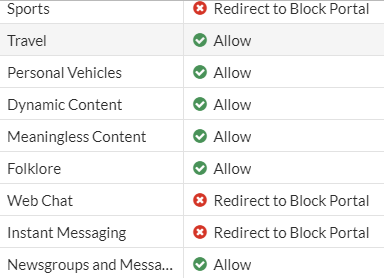 Sports Redirect to Block Portal
Travel Allow
Personal Vehicles Allow
Dynamic Content Allow
Meaningless Content Allow
Folklore Allow
Web Chat Redirect to Block Portal
Instant Messaging Redirect to Block Portal
Newsgroups and Messa... Allow